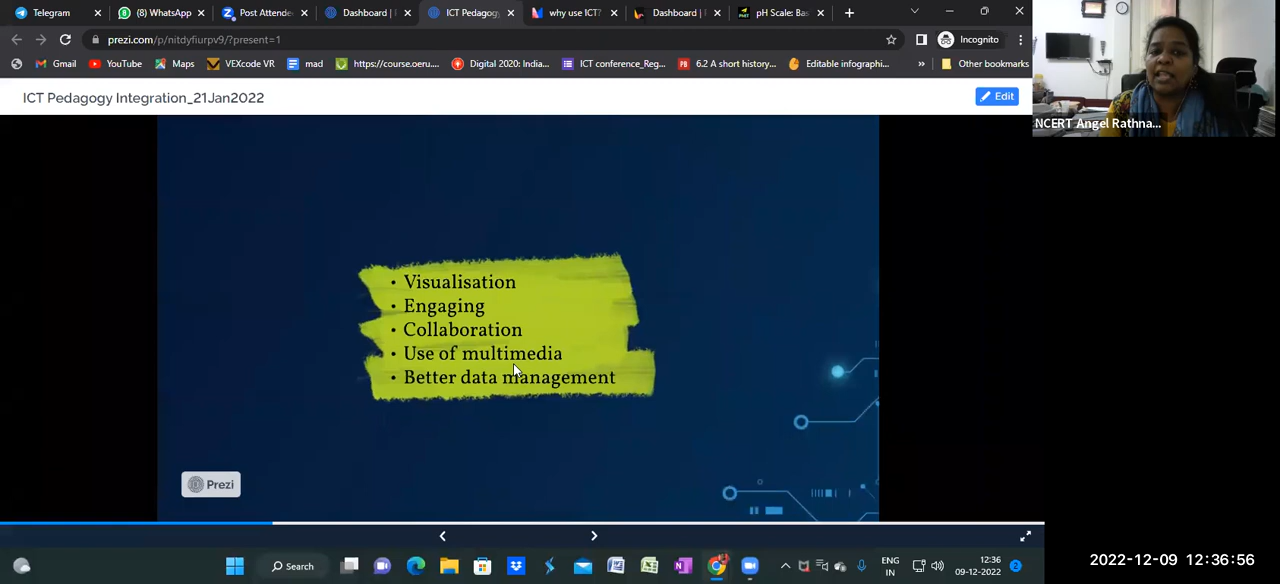 Telegram
(8) WhatsApp
Post Attende
Dashboard |
ICT Pedagog
why use ICT?
Dashboard |
pH Scale: Bas
prezi.com/p/nitdyfiurpv9/?present=1
Incognito
Gmail
YouTube
Maps
VEXcode VR
mad
https://course.oeru....
Digital 2020: India...
ICT conference_Reg...
6.2 A short history...
Editable infographi...
»
Other bookmarks
ICT Pedagogy Integration_21Jan2022
Edit
NCERT Angel Rathna...
• Visualisation
• Engaging
• Collaboration
• Use of multimedia
• Better data management
Prezi
Search
ENG
IN
12:36
09-12-2022
2
2022-12-09 12:36:56